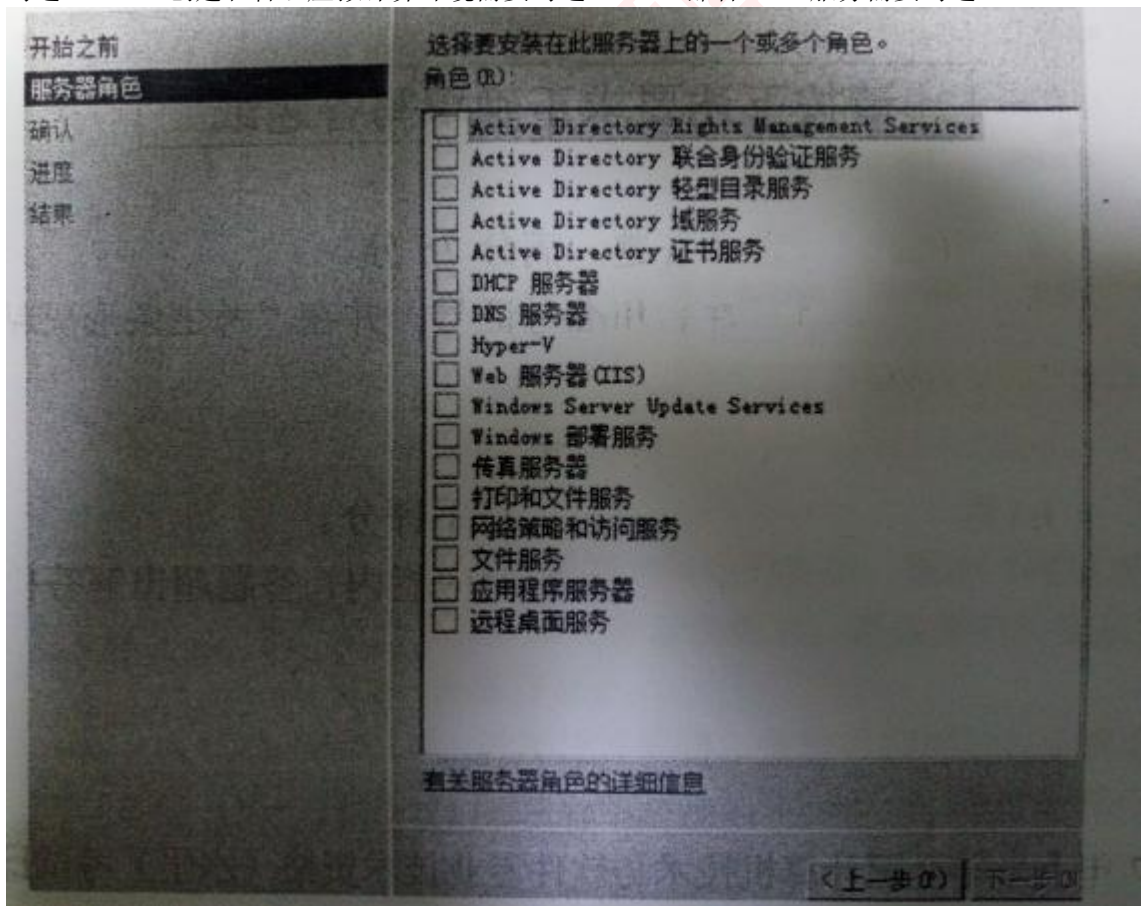 开始之前
服务器角色
确认
进度
结果
选择要安装在此服务器上的一个或多个角色。
角色(R):
Active Directory Rights Management Services
Active Directory 联合身份验证服务
Active Directory 轻型目录服务
Active Directory 域服务
Active Directory 证书服务
DHCP 服务器
DNS 服务器
Hyper-V
Web 服务器(IIS)
Windows Server Update Services
Windows 部署服务
传真服务器
打印和文件服务
网络策略和访问服务
文件服务
应用程序服务器
远程桌面服务
有关服务器角色的详细信息
<上一步(P)
下一步(N